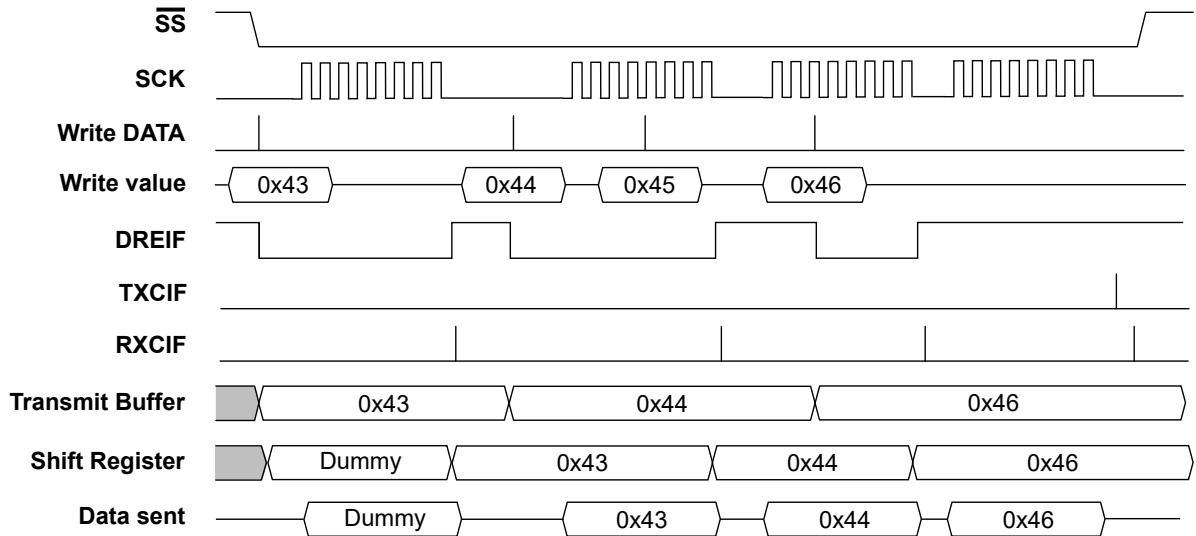 SS
SCK
Write DATA
Write value 0x43 0x44 0x45 0x46
DREIF
TXCIF
RXCIF
Transmit Buffer 0x43 0x44 0x46
Shift Register Dummy 0x43 0x44 0x46
Data sent Dummy 0x43 0x44 0x46